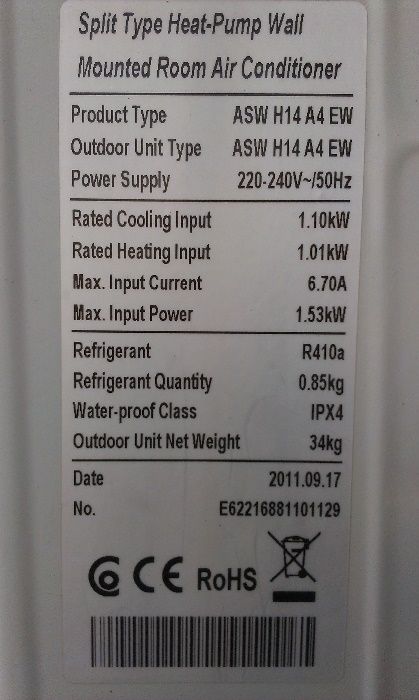 Split Type Heat-Pump Wall
Mounted Room Air Conditioner
Product Type ASW H14 A4 EW
Outdoor Unit Type ASW H14 A4 EW
Power Supply 220-240V~/50Hz
Rated Cooling Input 1.10kW
Rated Heating Input 1.01kW
Max. Input Current 6.70A
Max. Input Power 1.53kW
Refrigerant R410a
Refrigerant Quantity 0.85kg
Water-proof Class IPX4
Outdoor Unit Net Weight 34kg
Date 2011.09.17
No. E62216881101129
CE RoHS